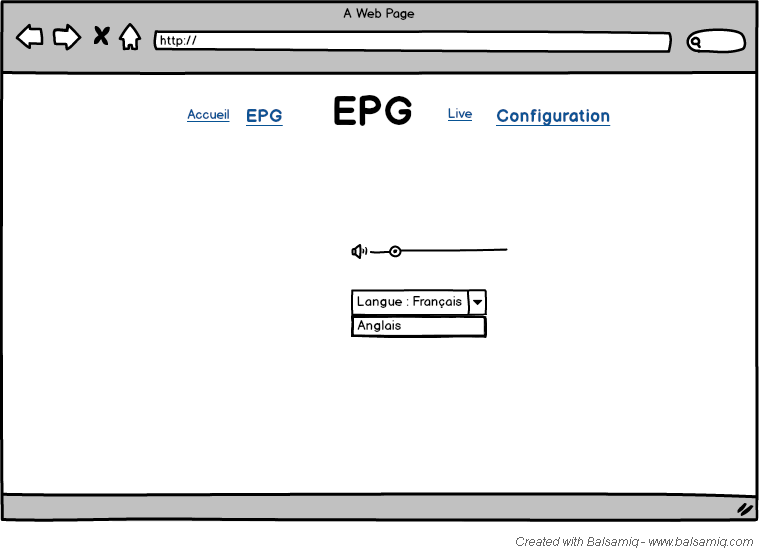 A Web Page
http://
Accueil EPG EPG Live Configuration
Langue : Français
Anglais
Created with Balsamiq - www.balsamiq.com